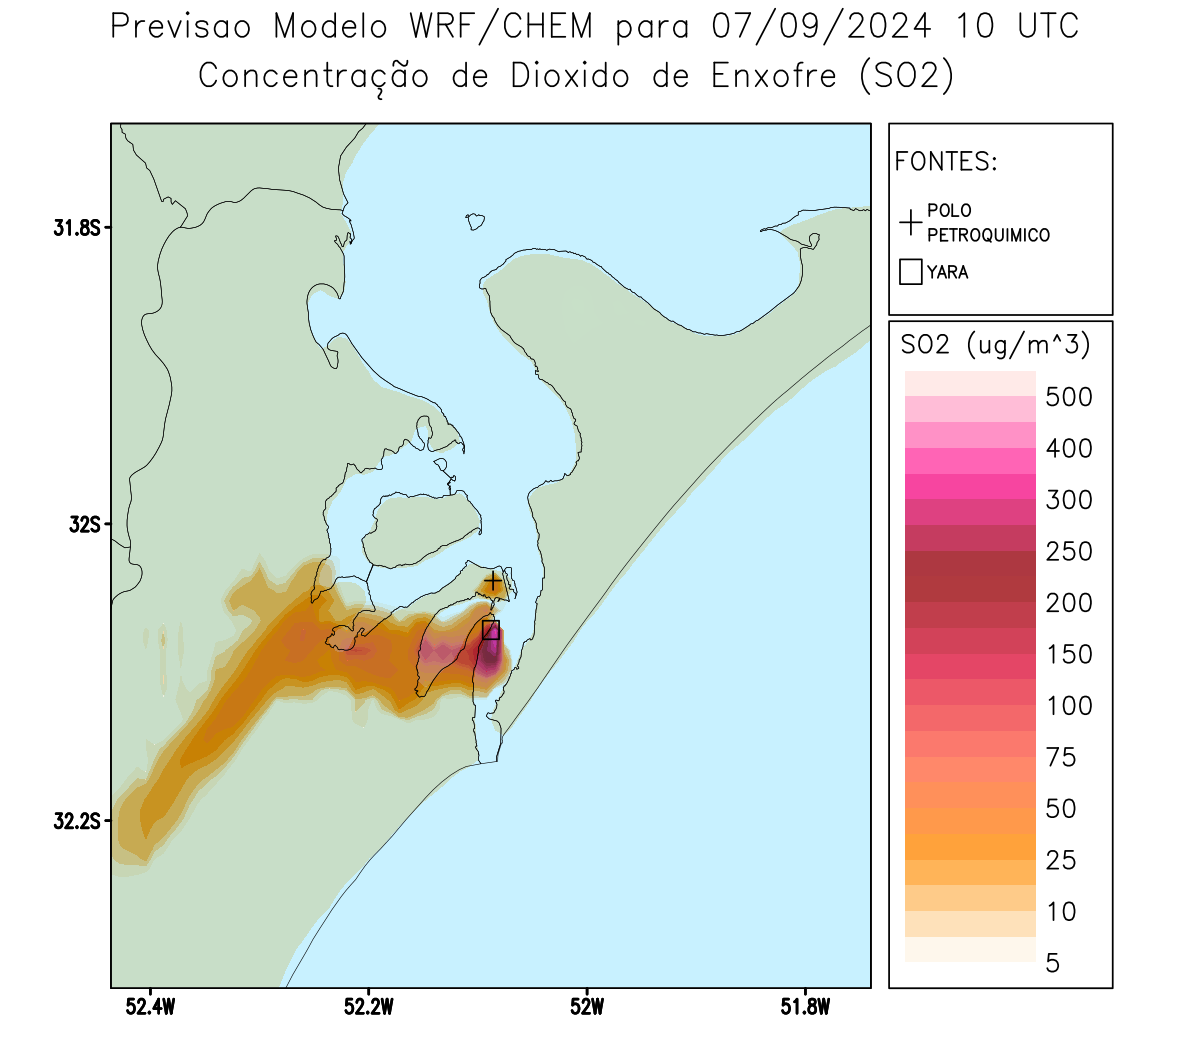 Previsao Modelo WRF/CHEM para 07/09/2024 10 UTC
Concentração de Dioxido de Enxofre (SO2)
FONTES:
POLO
PETROQUIMICO
YARA
SO2 (ug/m^3)
500
400
300
250
200
150
100
75
50
25
10
5
31.8S
32S
32.2S
52.4W
52.2W
52W
51.8W